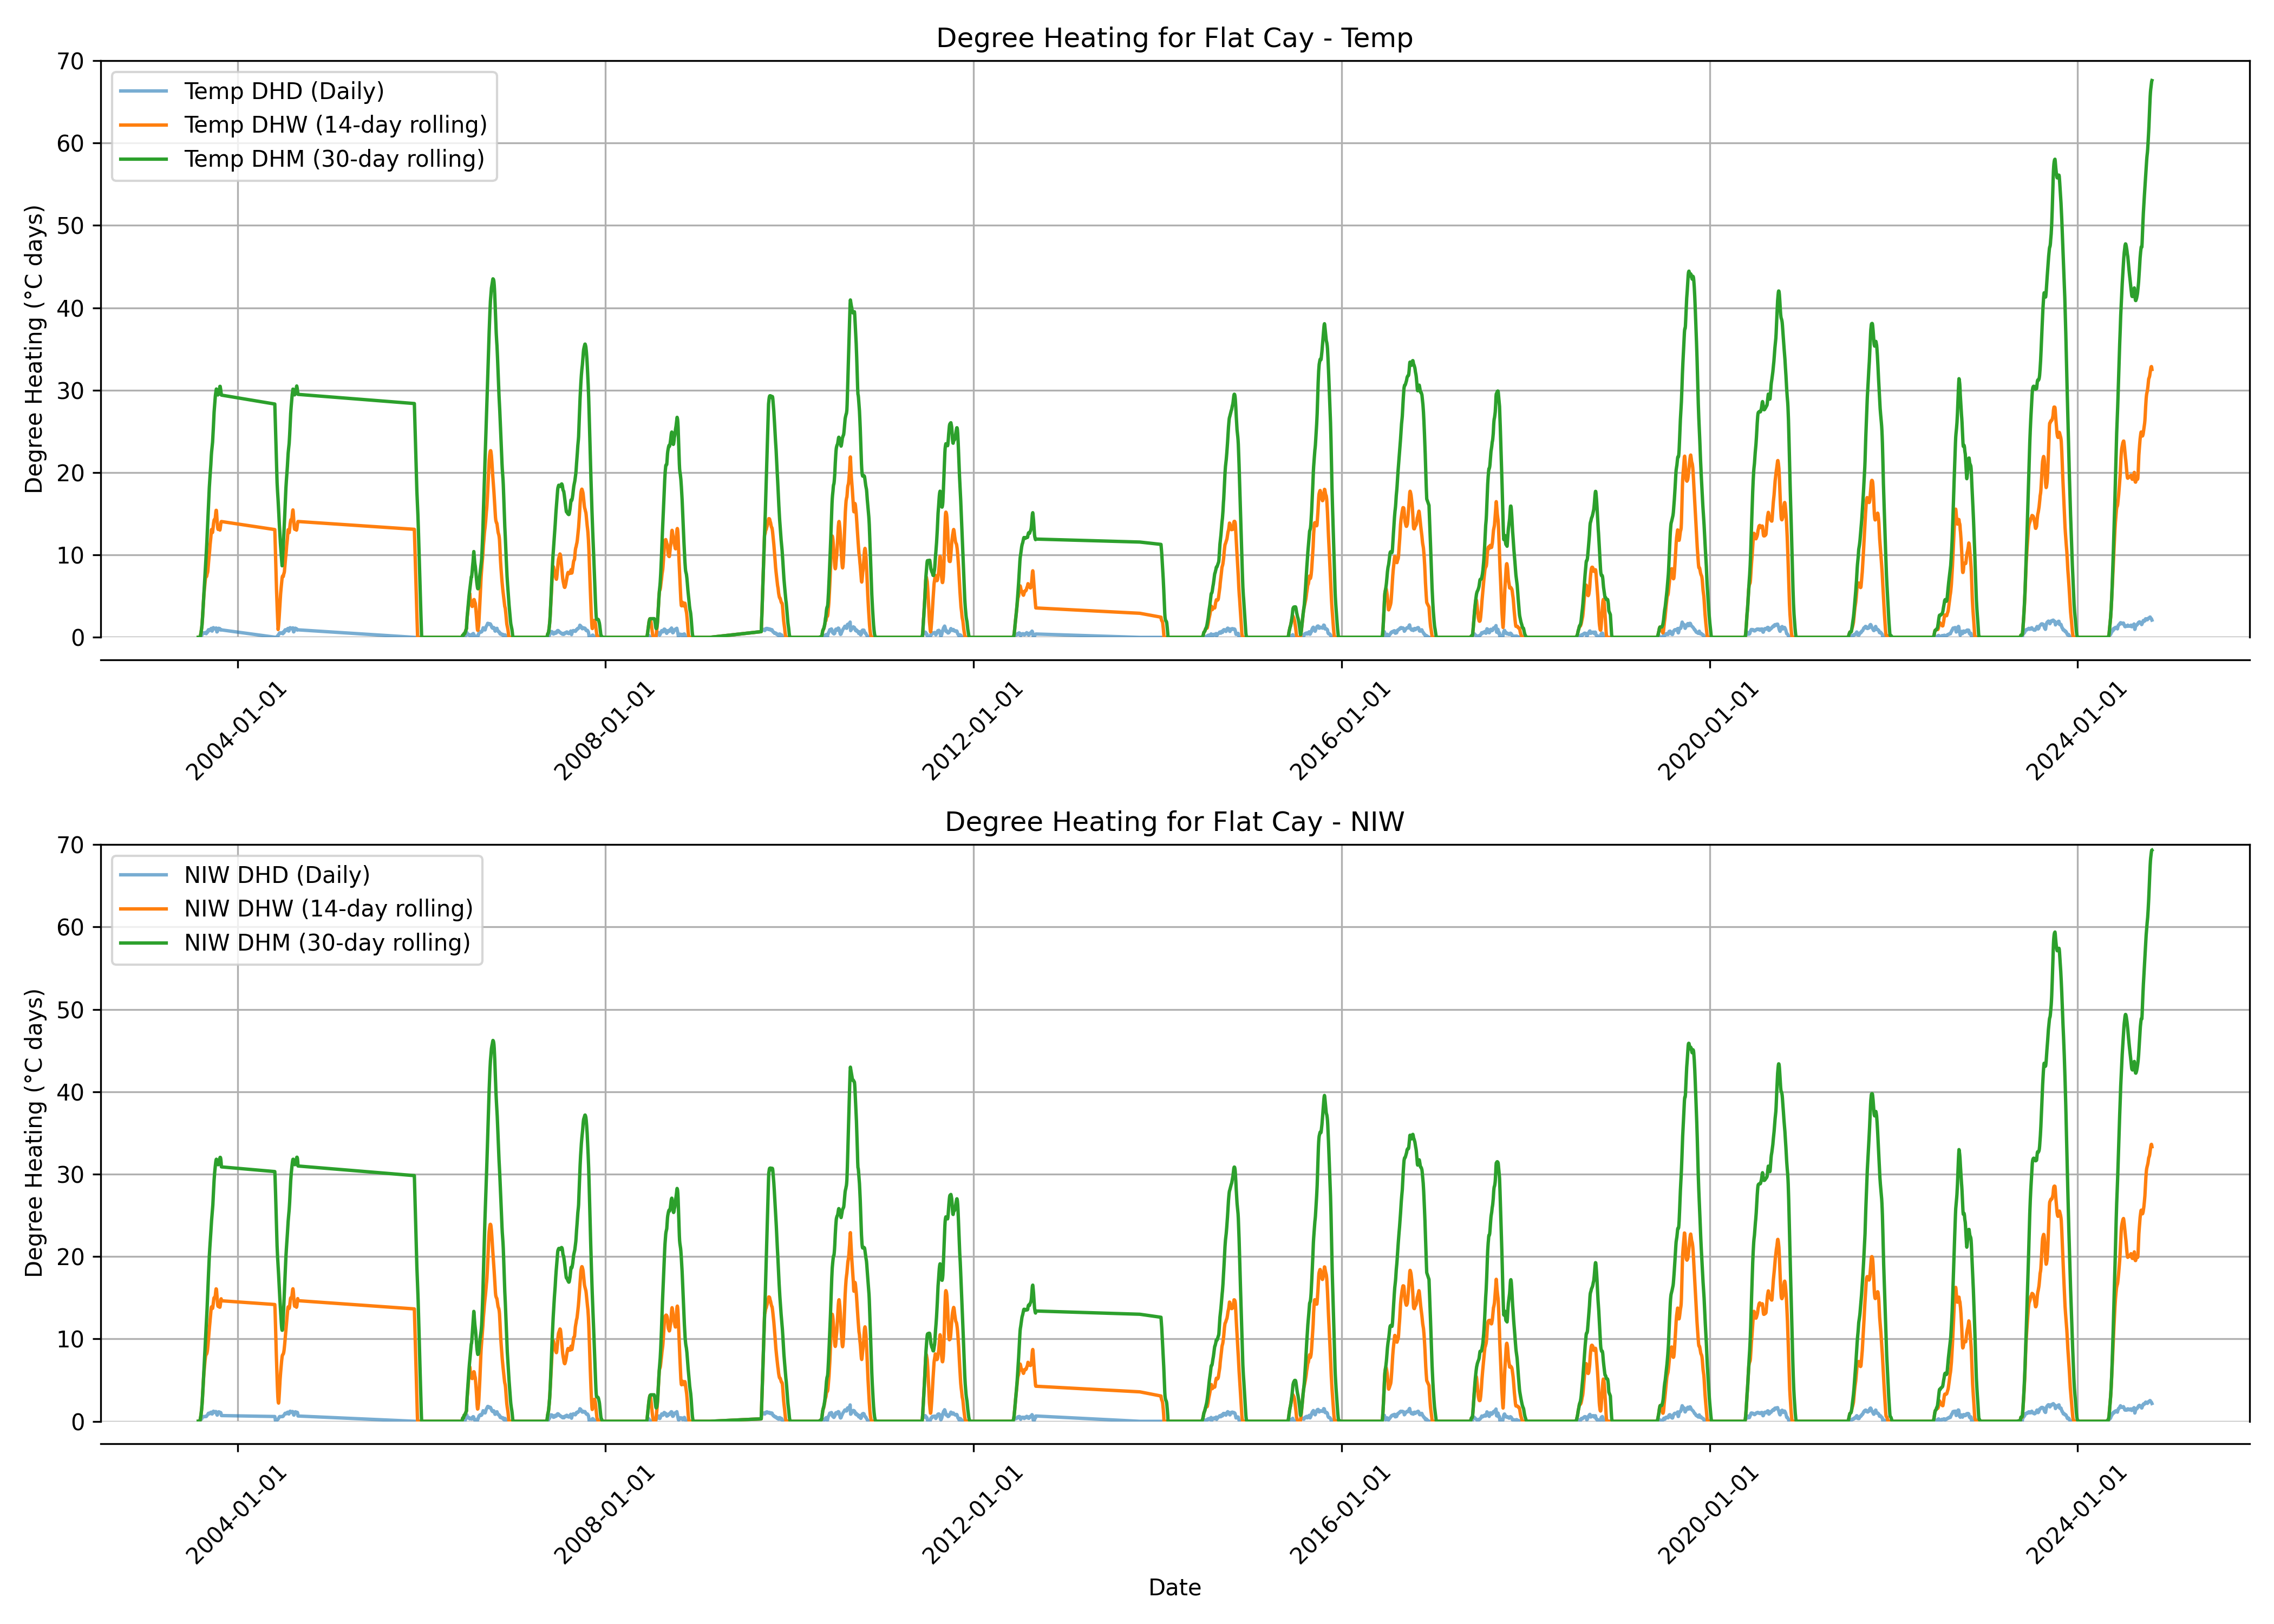 Degree Heating for Flat Cay - Temp
70
60
50
40
30
20
10
0
Degree Heating (°C days)
Temp DHD (Daily)
Temp DHW (14-day rolling)
Temp DHM (30-day rolling)
2004-01-01
2008-01-01
2012-01-01
2016-01-01
2020-01-01
2024-01-01
Degree Heating for Flat Cay - NIW
70
60
50
40
30
20
10
0
Degree Heating (°C days)
NIW DHD (Daily)
NIW DHW (14-day rolling)
NIW DHM (30-day rolling)
2004-01-01
2008-01-01
2012-01-01
2016-01-01
2020-01-01
2024-01-01
Date